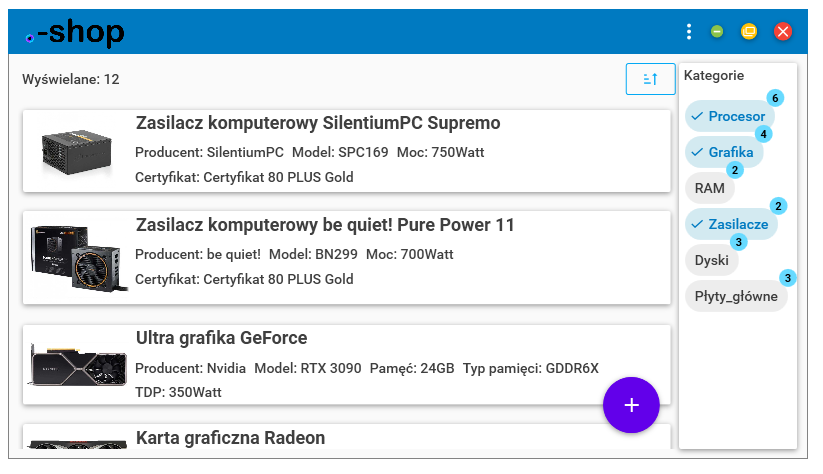 .-shop
Wyświelane: 12
Zasilacz komputerowy SilentiumPC Supremo
Producent: SilentiumPC Model: SPC169 Moc: 750Watt
Certyfikat: Certyfikat 80 PLUS Gold
Zasilacz komputerowy be quiet! Pure Power 11
Producent: be quiet! Model: BN299 Moc: 700Watt
Certyfikat: Certyfikat 80 PLUS Gold
Ultra grafika GeForce
Producent: Nvidia Model: RTX 3090 Pamęć: 24GB Typ pamięci: GDDR6X
TDP: 350Watt
+
Karta graficzna Radeon
Kategorie
Procesor 6
Grafika 4
RAM 2
Zasilacze 2
Dyski 3
Płyty_główne 3